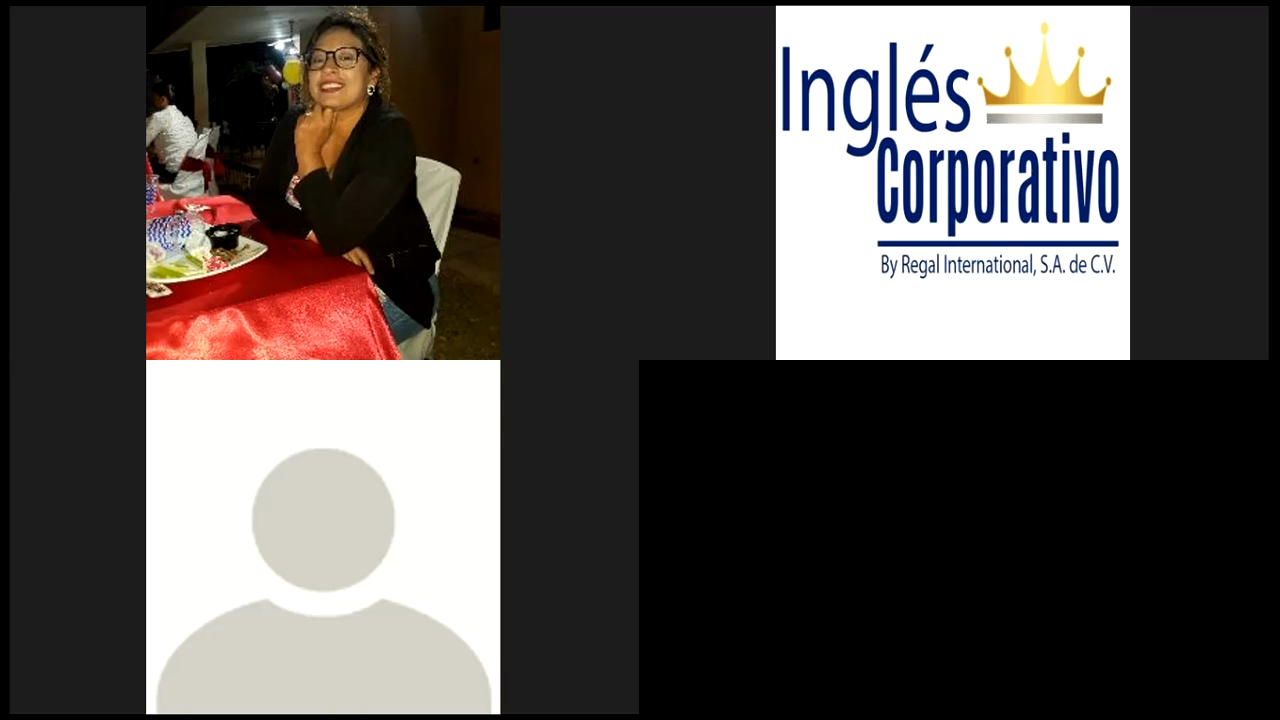 Inglés
Corporativo
By Regal International, S.A. de C.V.